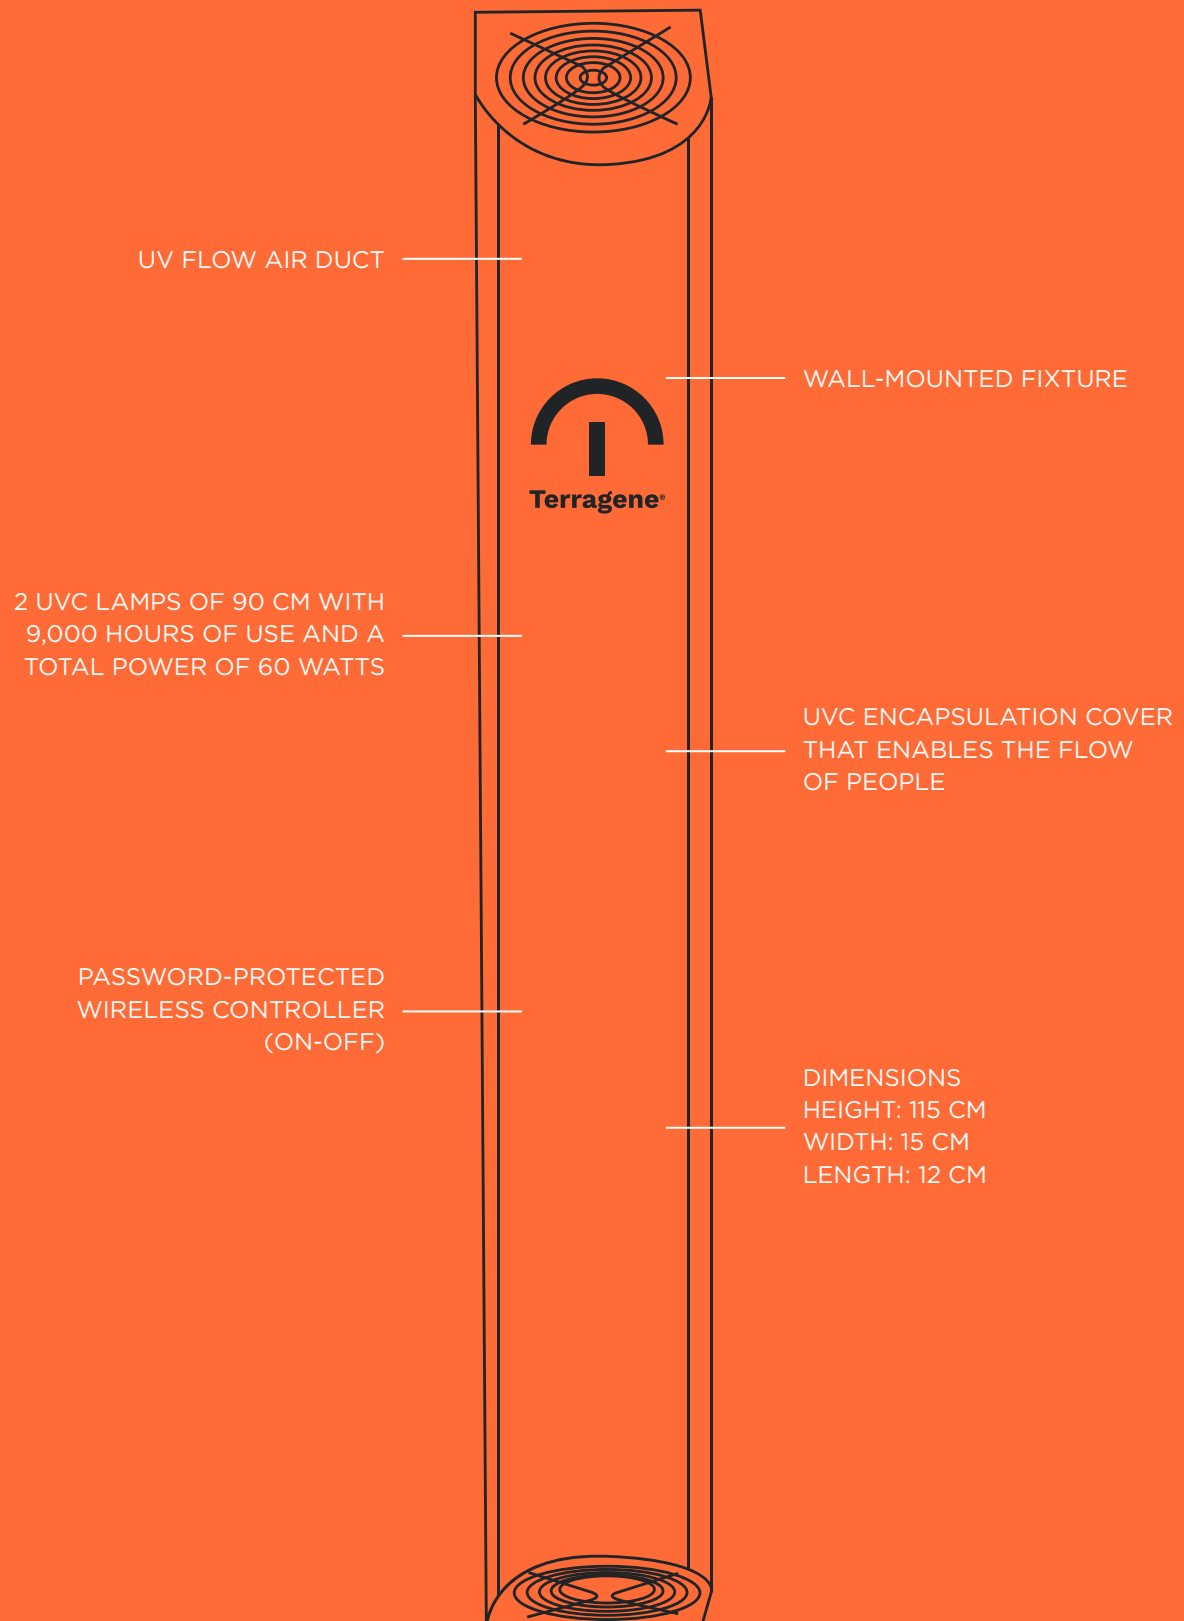 UV FLOW AIR DUCT
WALL-MOUNTED FIXTURE
Terragene®
2 UVC LAMPS OF 90 CM WITH
9,000 HOURS OF USE AND A
TOTAL POWER OF 60 WATTS
UVC ENCAPSULATION COVER
THAT ENABLES THE FLOW
OF PEOPLE
PASSWORD-PROTECTED
WIRELESS CONTROLLER
(ON-OFF)
DIMENSIONS
HEIGHT: 115 CM
WIDTH: 15 CM
LENGTH: 12 CM